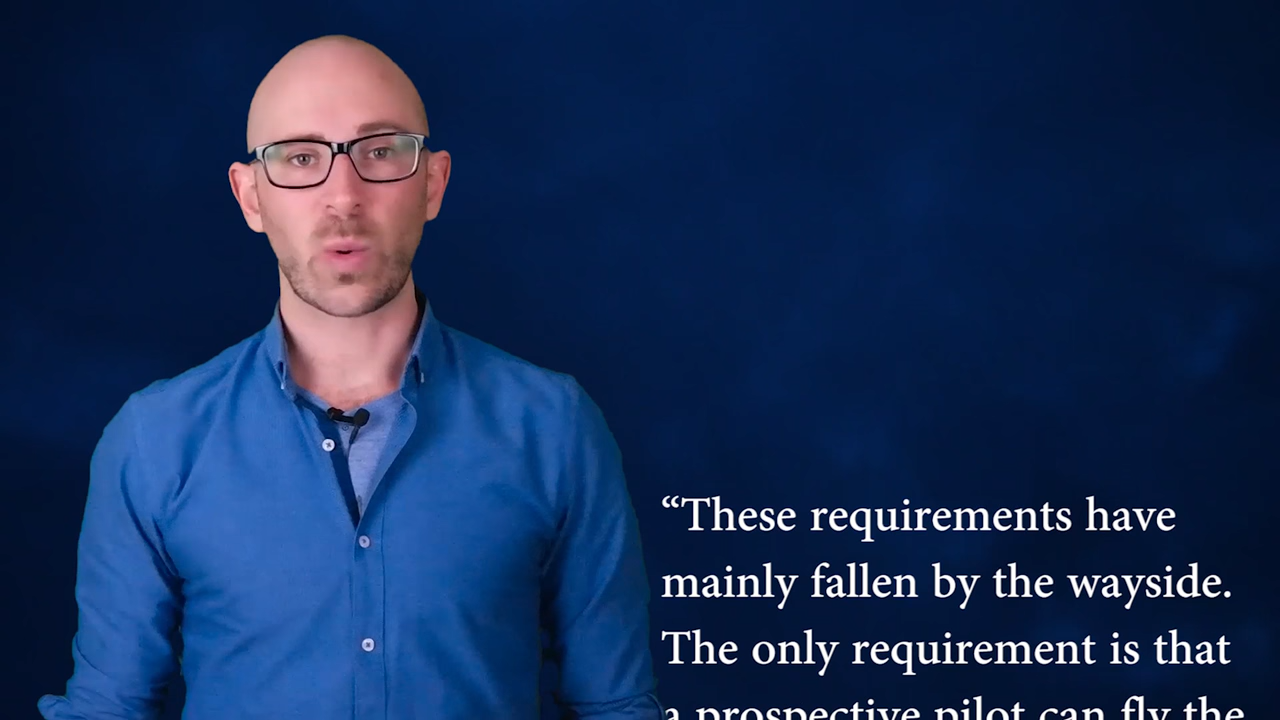 “These requirements have
mainly fallen by the wayside.
The only requirement is that
a prospective pilot can fly the